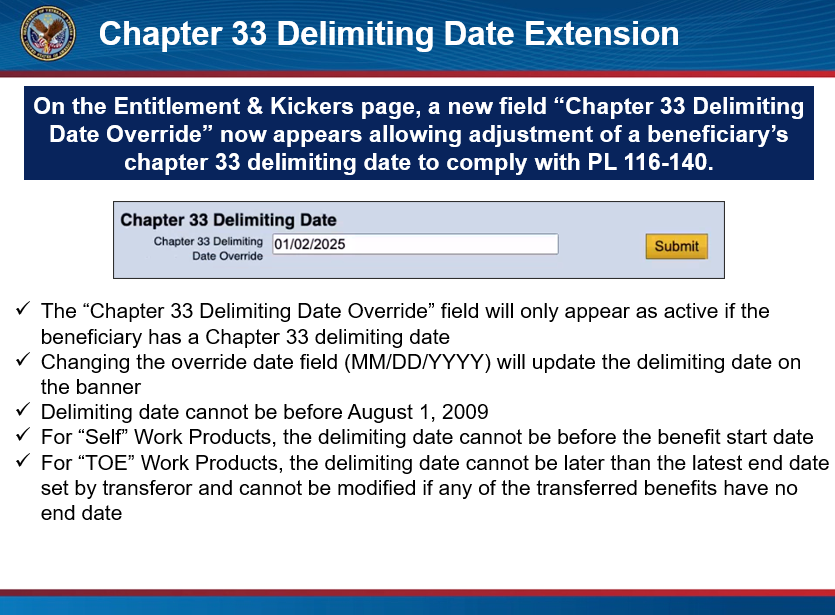 Chapter 33 Delimiting Date Extension
On the Entitlement & Kickers page, a new field “Chapter 33 Delimiting
Date Override” now appears allowing adjustment of a beneficiary’s
chapter 33 delimiting date to comply with PL 116-140.
Chapter 33 Delimiting Date
Chapter 33 Delimiting
Date Override
01/02/2025
Submit
✓ The “Chapter 33 Delimiting Date Override” field will only appear as active if the
beneficiary has a Chapter 33 delimiting date
✓ Changing the override date field (MM/DD/YYYY) will update the delimiting date on
the banner
✓ Delimiting date cannot be before August 1, 2009
✓ For “Self” Work Products, the delimiting date cannot be before the benefit start date
✓ For “TOE” Work Products, the delimiting date cannot be later than the latest end date
set by transferor and cannot be modified if any of the transferred benefits have no
end date